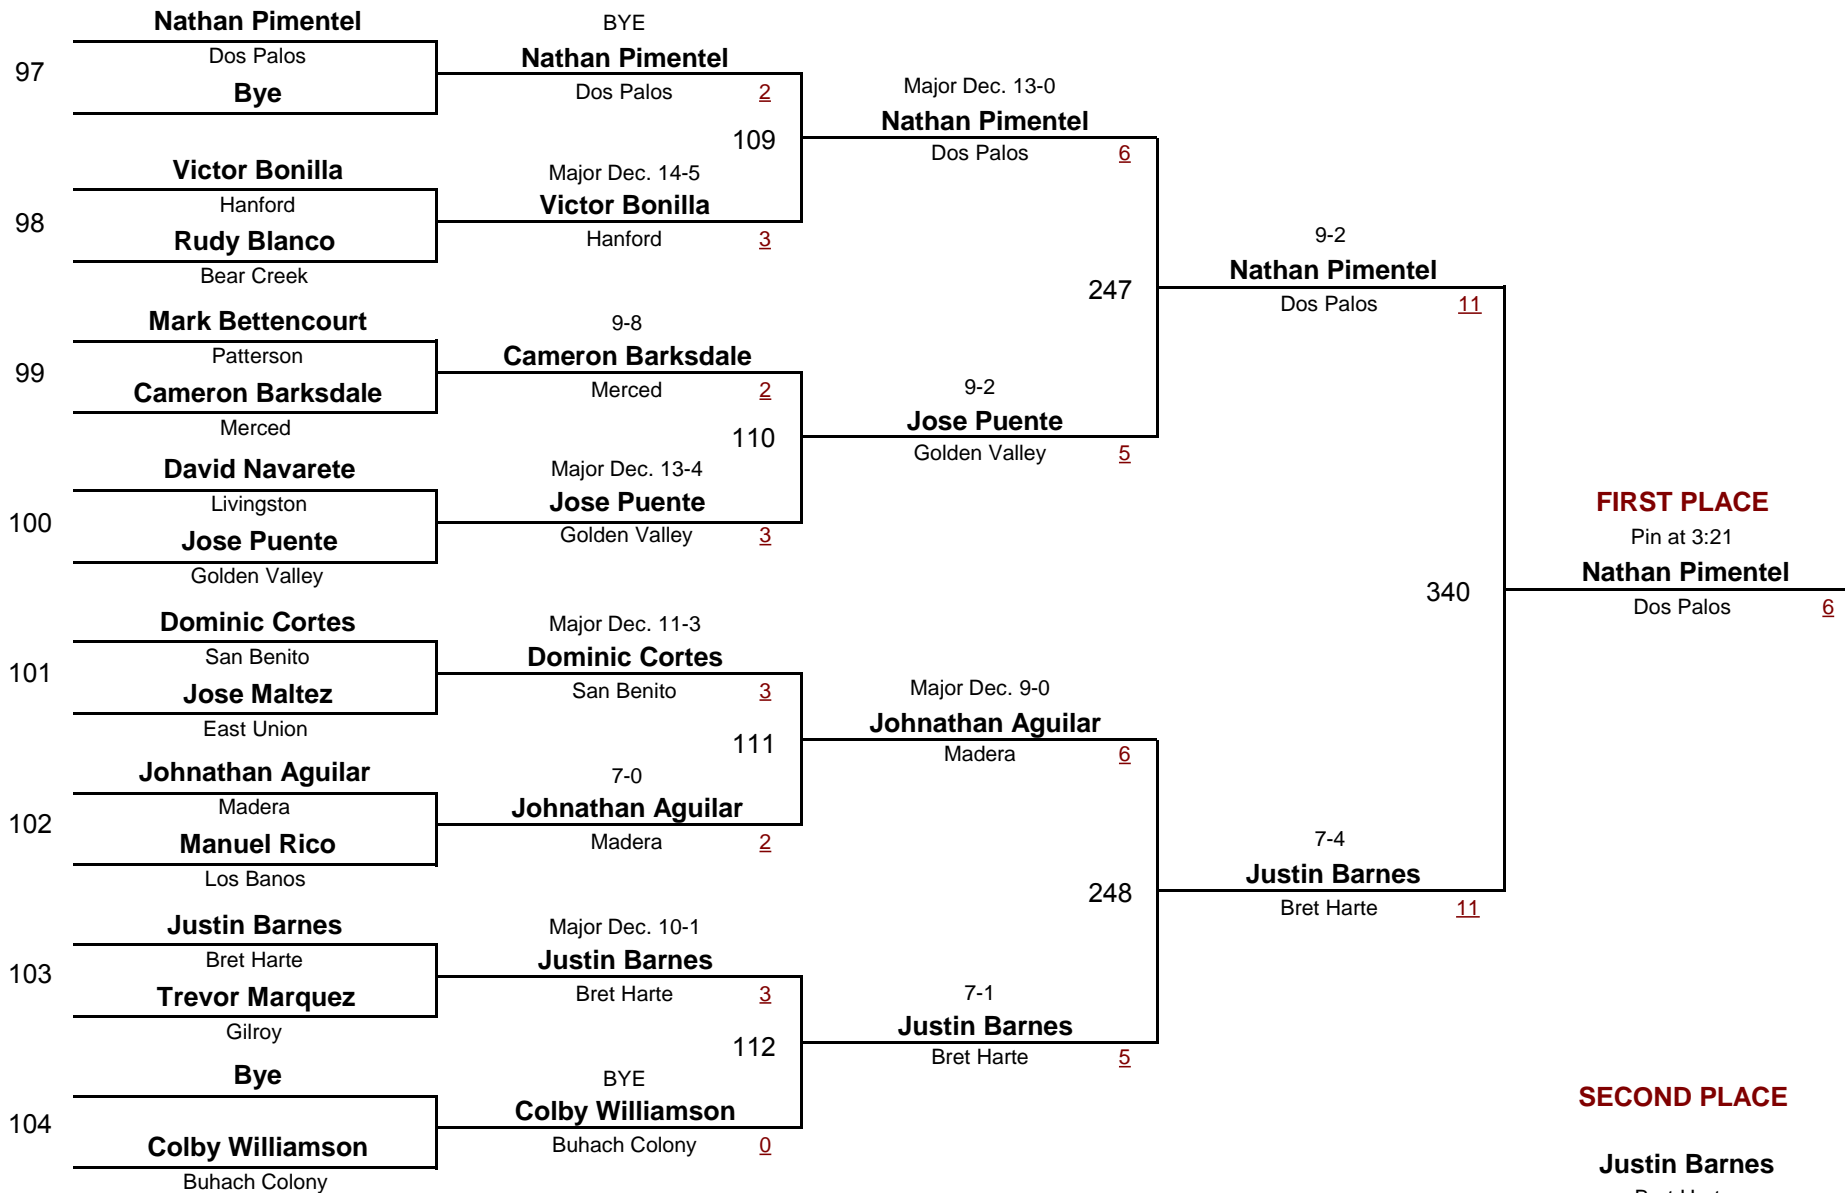 Nathan Pimentel
Dos Palos
97
Bye
Victor Bonilla
Hanford
98
Rudy Blanco
Bear Creek
Mark Bettencourt
Patterson
99
Cameron Barksdale
Merced
David Navarete
Livingston
100
Jose Puente
Golden Valley
Dominic Cortes
San Benito
101
Jose Maltez
East Union
Johnathan Aguilar
Madera
102
Manuel Rico
Los Banos
Justin Barnes
Bret Harte
103
Trevor Marquez
Gilroy
Bye
104
Colby Williamson
Buhach Colony
BYE
Nathan Pimentel
Dos Palos 2
109
Major Dec. 14-5
Victor Bonilla
Hanford 3
9-8
Cameron Barksdale
Merced 2
110
Major Dec. 13-4
Jose Puente
Golden Valley 3
Major Dec. 11-3
Dominic Cortes
San Benito 3
111
7-0
Johnathan Aguilar
Madera 2
Major Dec. 10-1
Justin Barnes
Bret Harte 3
112
BYE
Colby Williamson
Buhach Colony 0
Major Dec. 13-0
Nathan Pimentel
Dos Palos 6
247
9-2
Jose Puente
Golden Valley 5
Major Dec. 9-0
Johnathan Aguilar
Madera 6
248
7-1
Justin Barnes
Bret Harte 5
9-2
Nathan Pimentel
Dos Palos 11
340
7-4
Justin Barnes
Bret Harte 11
FIRST PLACE
Pin at 3:21
Nathan Pimentel
Dos Palos 6
SECOND PLACE
Justin Barnes